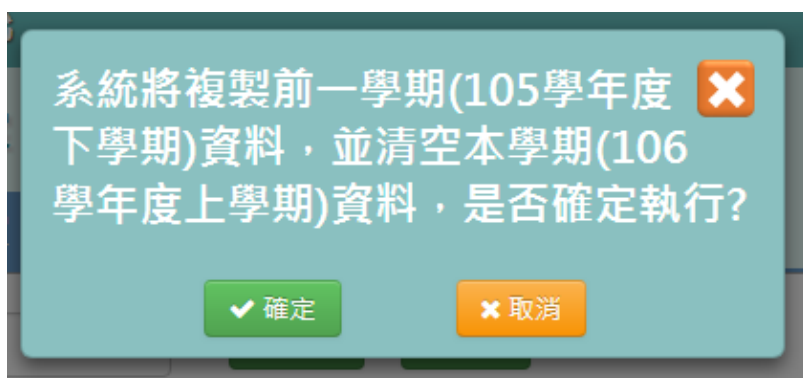 系統將複製前一學期(105學年度
下學期)資料，並清空本學期(106
學年度上學期)資料，是否確定執行?
確定
取消